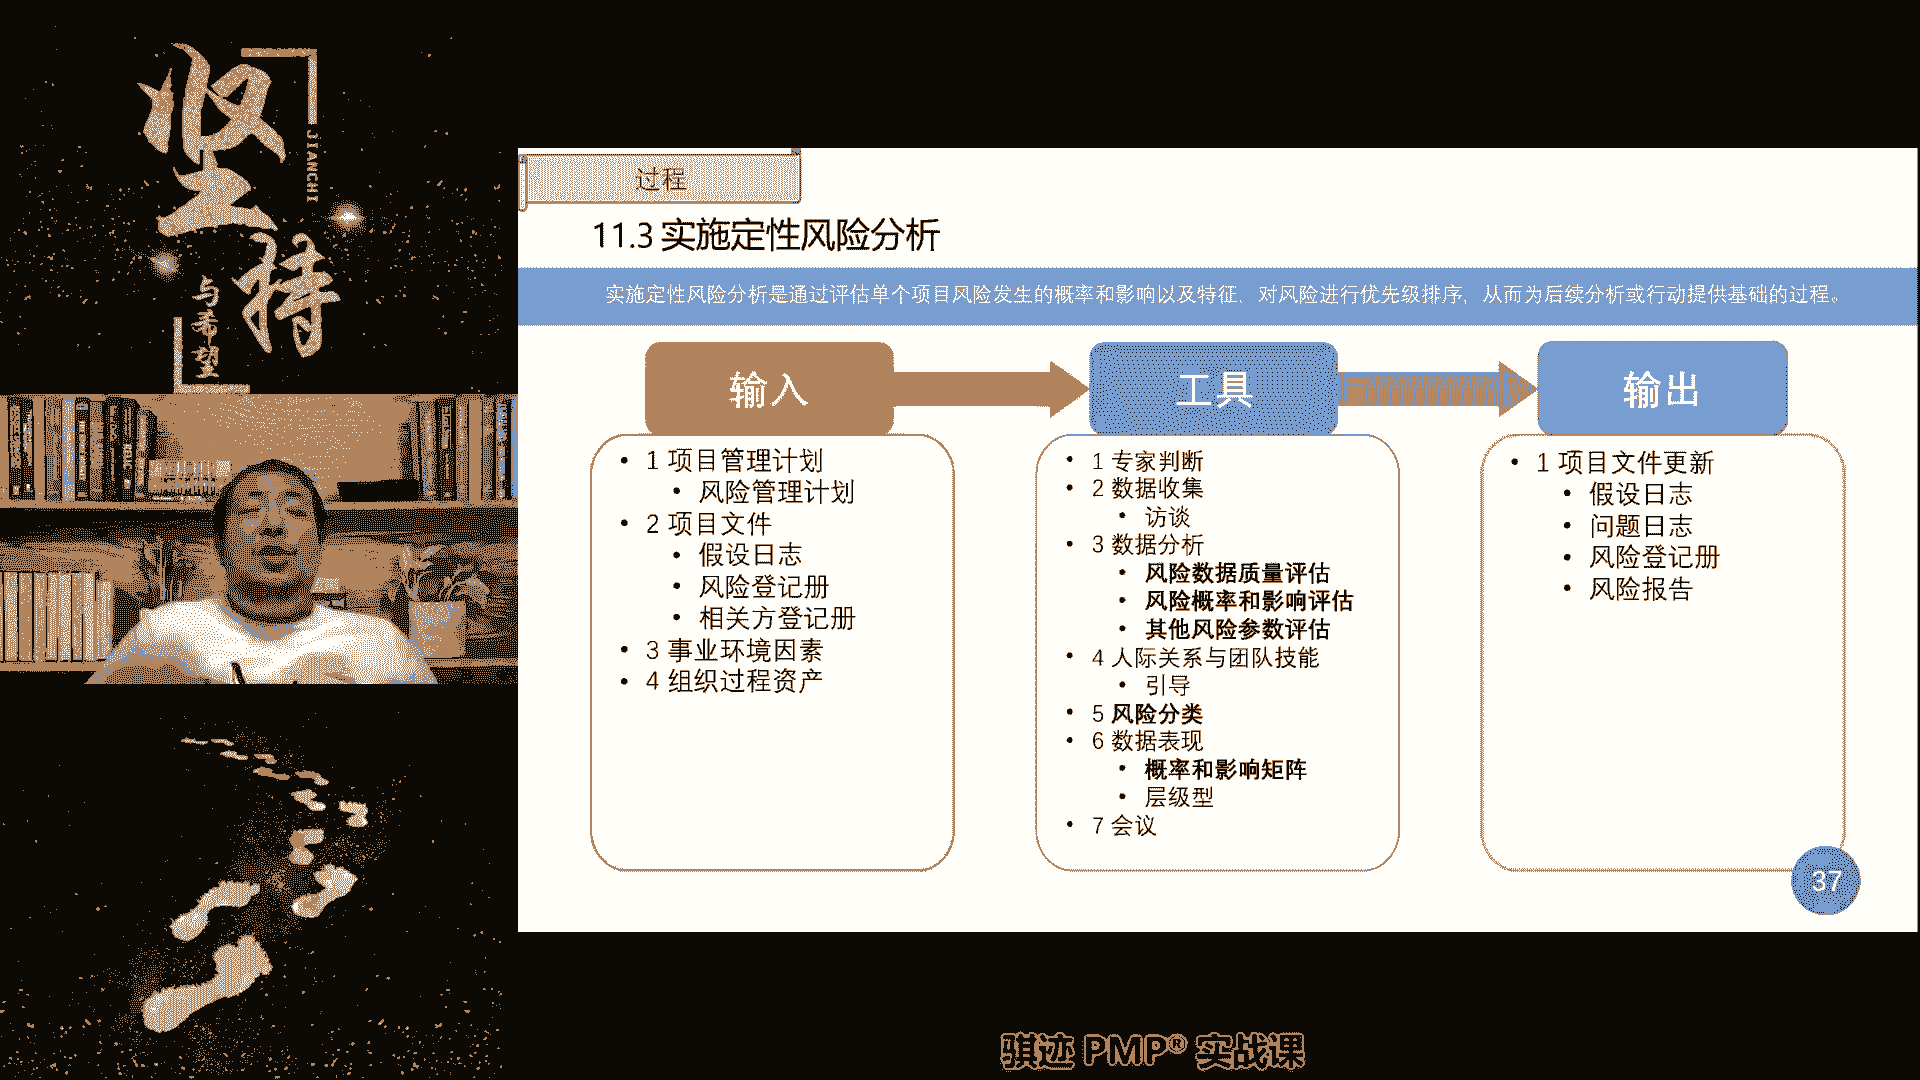 坚持
JIANCHI
与希望
过程
11.3 实施定性风险分析
实施定性风险分析是通过评估单个项目风险发生的概率和影响以及特征，对风险进行优先级排序，从而为后续分析或行动提供基础的过程。
输入
• 1 项目管理计划
• 风险管理计划
• 2 项目文件
• 假设日志
• 风险登记册
• 相关方登记册
• 3 事业环境因素
• 4 组织过程资产
工具
• 1 专家判断
• 2 数据收集
• 访谈
• 3 数据分析
• 风险数据质量评估
• 风险概率和影响评估
• 其他风险参数评估
• 4 人际关系与团队技能
• 引导
• 5 风险分类
• 6 数据表现
• 概率和影响矩阵
• 层级型
• 7 会议
输出
• 1 项目文件更新
• 假设日志
• 问题日志
• 风险登记册
• 风险报告
37
骐迹 PMP® 实战课